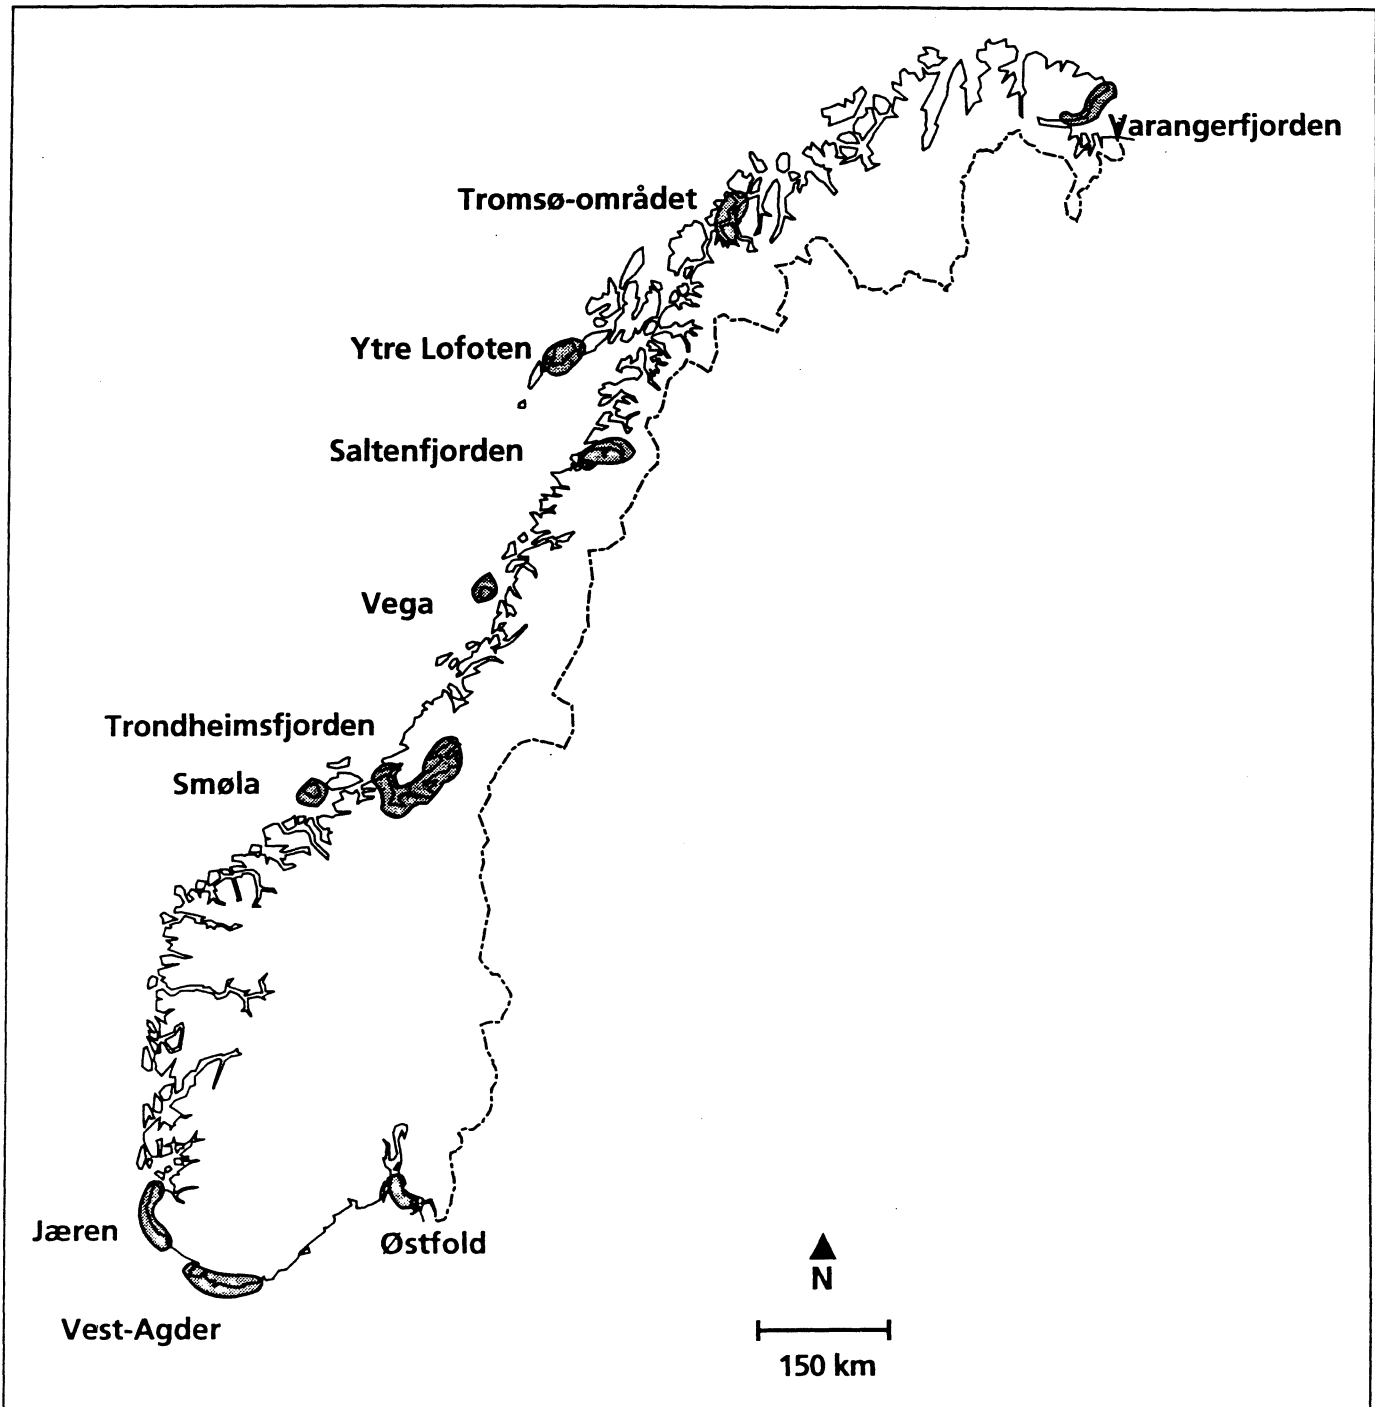 Varangerfjorden
Tromsø-området
Ytre Lofoten
Saltenfjorden
Vega
Trondheimsfjorden
Smøla
Jæren
Østfold
N
Vest-Agder
150 km